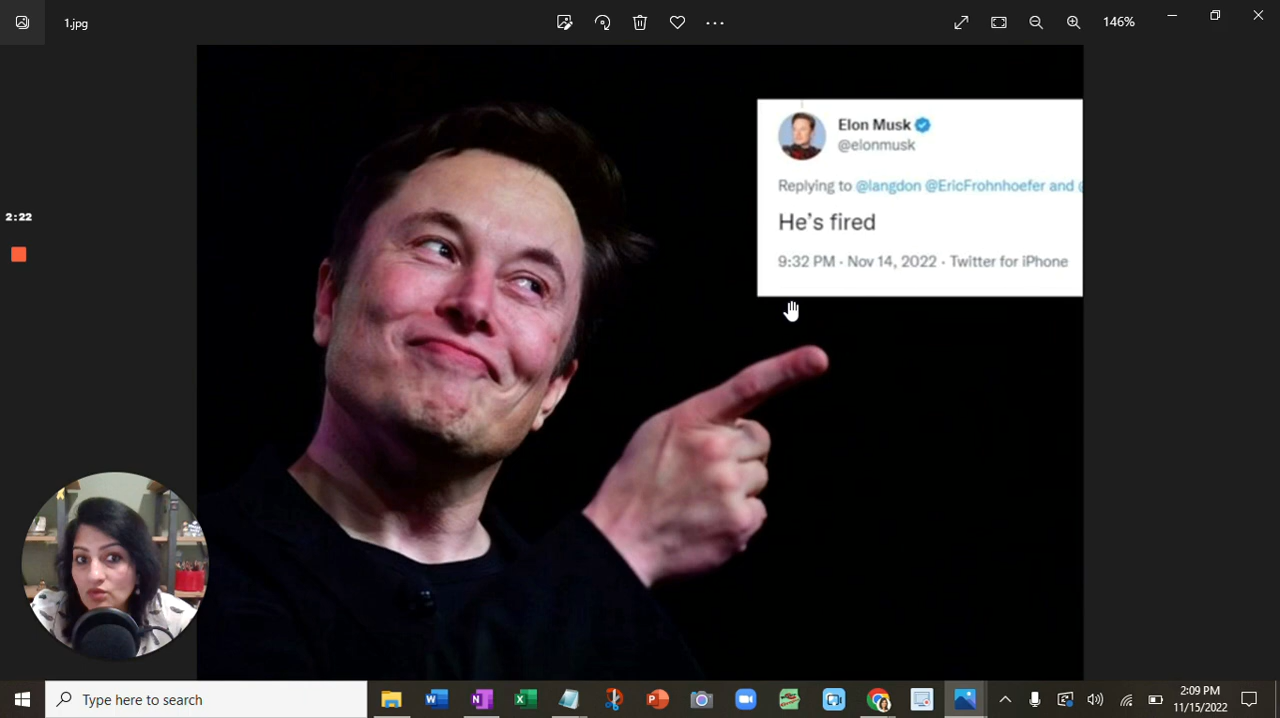 1.jpg
146%
2:22
Elon Musk
@elonmusk
Replying to @langdon @EricFrohnhoefer and
He's fired
9:32 PM · Nov 14, 2022 · Twitter for iPhone
Type here to search
2:09 PM
11/15/2022